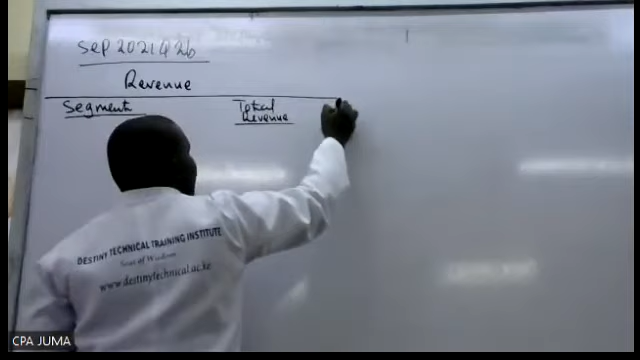 Sep 2021 Q 2b
Revenue
Segment
Total
Revenue
DESTINY TECHNICAL TRAINING INSTITUTE
Seat of Wisdom
www.destinytechnical.ac.ke
CPA JUMA